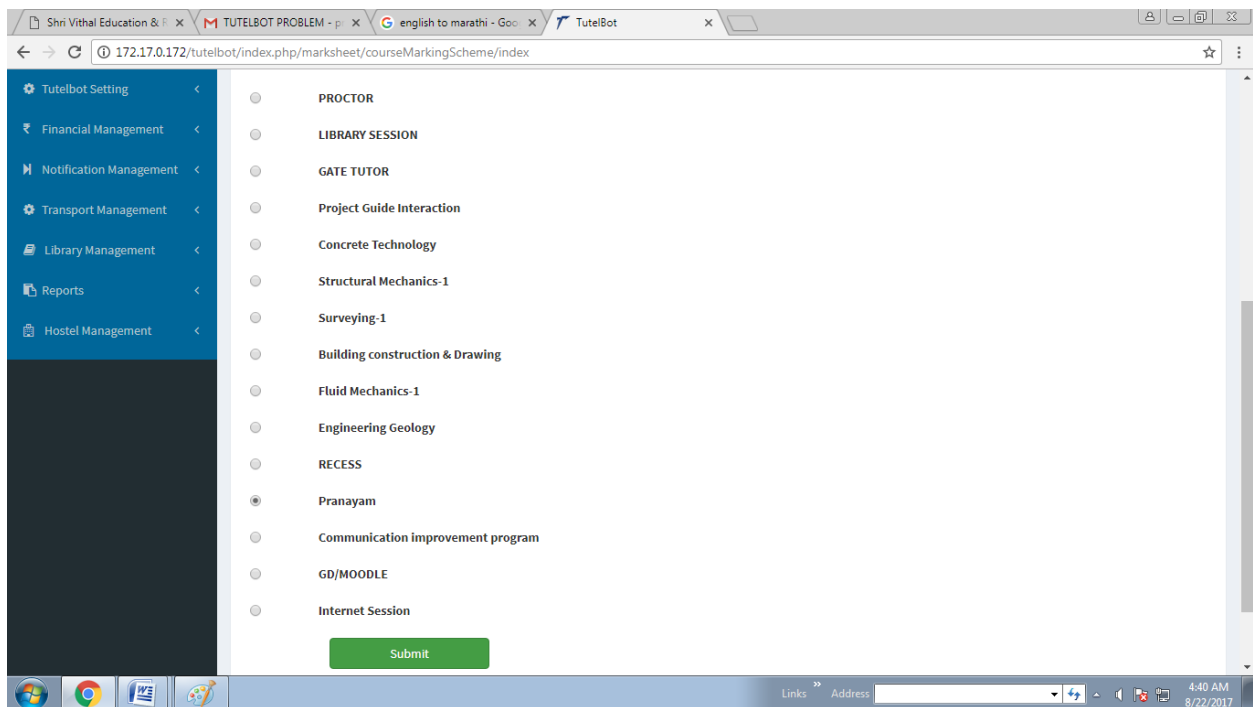 Shri Vithal Education & R
TUTELBOT PROBLEM - pr
english to marathi - Goo
TutelBot
172.17.0.172/tutelbot/index.php/marksheet/courseMarkingScheme/index
Tutelbot Setting
Financial Management
Notification Management
Transport Management
Library Management
Reports
Hostel Management
PROCTOR
LIBRARY SESSION
GATE TUTOR
Project Guide Interaction
Concrete Technology
Structural Mechanics-1
Surveying-1
Building construction & Drawing
Fluid Mechanics-1
Engineering Geology
RECESS
Pranayam
Communication improvement program
GD/MOODLE
Internet Session
Submit
Links » Address
4:40 AM
8/22/2017